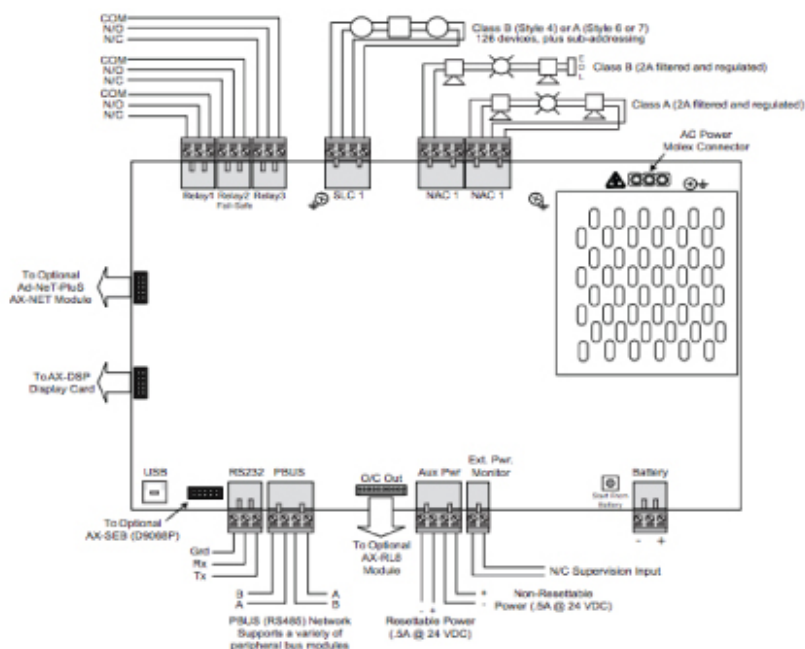 COM
N/O
N/C
COM
N/O
N/C
COM
N/O
N/C
Class B (Style 4) or A (Style 6 or 7)
126 devices, plus sub-addressing
E
O
L
Class B (2A filtered and regulated)
Class A (2A filtered and regulated)
AC Power
Molex Connector
Relay1 Relay2 Relay3
Fail-Safe
SLC 1
NAC 1
NAC 1
To Optional
Ad-NeT-PluS
AX-NET Module
To AX-DSP
Display Card
USB
RS232
PBUS
O/C Out
Aux Pwr
Ext. Pwr.
Monitor
Start From
Battery
Battery
- +
To Optional
AX-SEB (D9068P)
Grd
Rx
Tx
B
A
A
B
PBUS (RS485) Network
Supports a variety of
peripheral bus modules
To Optional
AX-RL8
Module
- +
Resettable Power
(.5A @ 24 VDC)
+
-
Non-Resettable
Power (.5A @ 24 VDC)
N/C Supervision Input